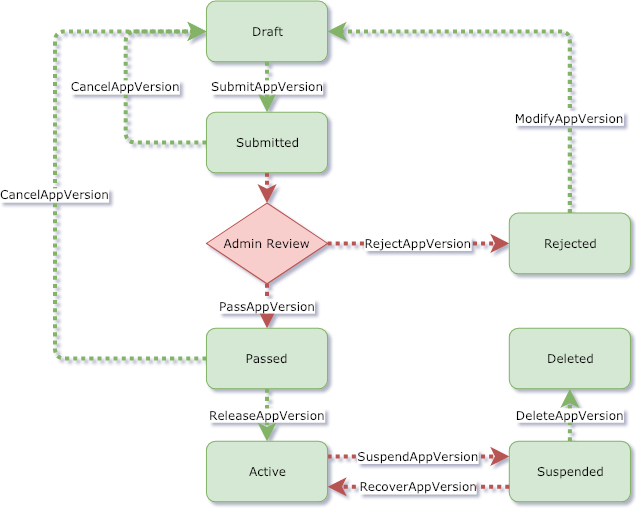 Draft
CancelAppVersion
SubmitAppVersion
ModifyAppVersion
Submitted
CancelAppVersion
Admin Review
RejectAppVersion
Rejected
PassAppVersion
Passed
Deleted
ReleaseAppVersion
DeleteAppVersion
SuspendAppVersion
Active
Suspended
RecoverAppVersion